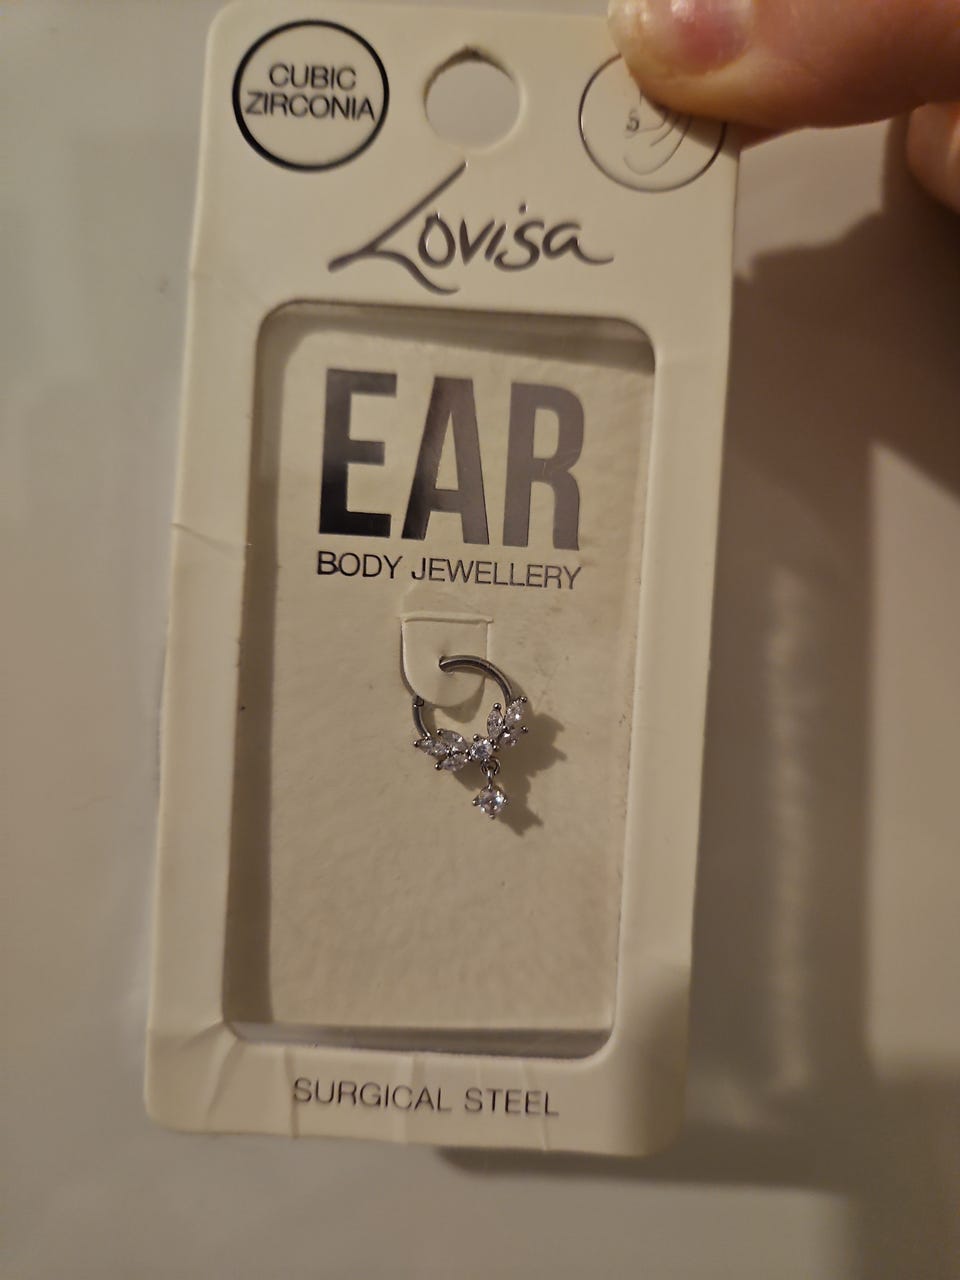 CUBIC
ZIRCONIA
Lovisa
EAR
BODY JEWELLERY
SURGICAL STEEL